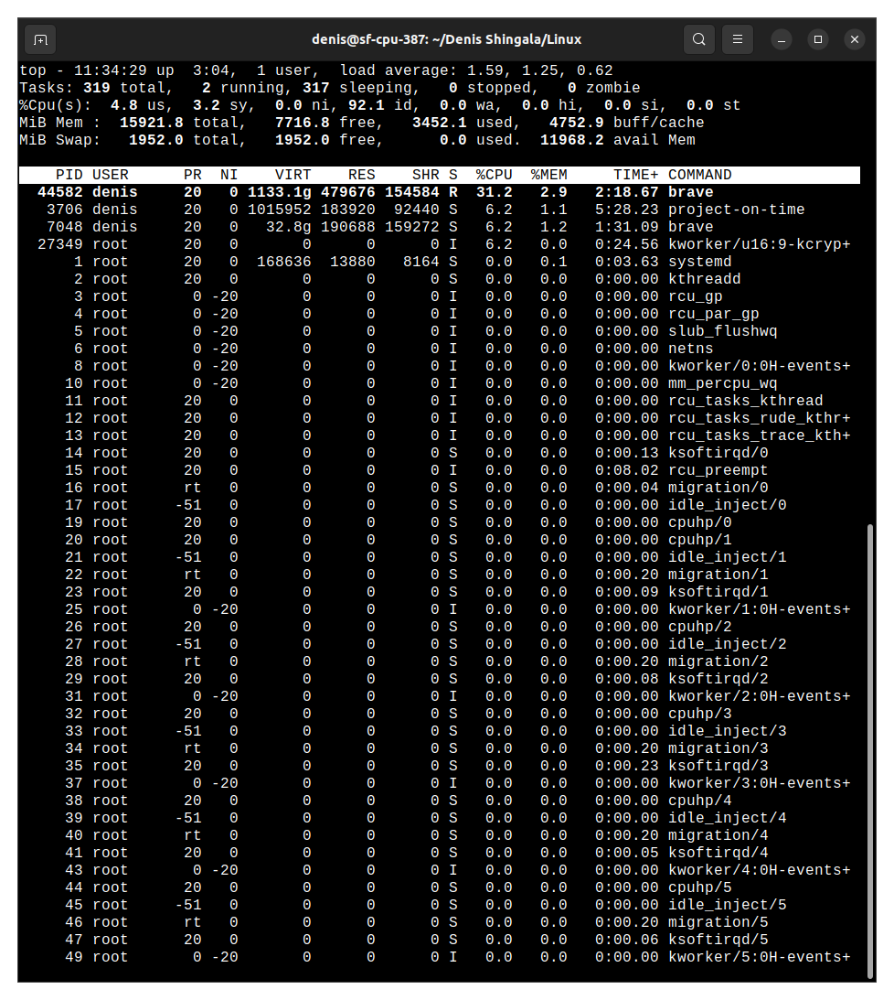 denis@sf-cpu-387: ~/Denis Shingala/Linux
top - 11:34:29 up  3:04,  1 user,  load average: 1.59, 1.25, 0.62
Tasks: 319 total,   2 running, 317 sleeping,   0 stopped,   0 zombie
%Cpu(s):  4.8 us,  3.2 sy,  0.0 ni, 92.1 id,  0.0 wa,  0.0 hi,  0.0 si,  0.0 st
MiB Mem :  15921.8 total,   7716.8 free,   3452.1 used,   4752.9 buff/cache
MiB Swap:   1952.0 total,   1952.0 free,      0.0 used.  11968.2 avail Mem
    PID USER      PR  NI    VIRT    RES    SHR S  %CPU  %MEM     TIME+ COMMAND
  44582 denis     20   0 1133.1g 479676 154584 R  31.2   2.9   2:18.67 brave
   3706 denis     20   0 1015952 183920  92440 S   6.2   1.1   5:28.23 project-on-time
   7048 denis     20   0   32.8g 190688 159272 S   6.2   1.2   1:31.09 brave
  27349 root      20   0       0      0      0 I   6.2   0.0   0:24.56 kworker/u16:9-kcryp+
      1 root      20   0  168636  13880   8164 S   0.0   0.1   0:03.63 systemd
      2 root      20   0       0      0      0 S   0.0   0.0   0:00.00 kthreadd
      3 root       0 -20       0      0      0 I   0.0   0.0   0:00.00 rcu_gp
      4 root       0 -20       0      0      0 I   0.0   0.0   0:00.00 rcu_par_gp
      5 root       0 -20       0      0      0 I   0.0   0.0   0:00.00 slub_flushwq
      6 root       0 -20       0      0      0 I   0.0   0.0   0:00.00 netns
      8 root       0 -20       0      0      0 I   0.0   0.0   0:00.00 kworker/0:0H-events+
     10 root       0 -20       0      0      0 I   0.0   0.0   0:00.00 mm_percpu_wq
     11 root      20   0       0      0      0 I   0.0   0.0   0:00.00 rcu_tasks_kthread
     12 root      20   0       0      0      0 I   0.0   0.0   0:00.00 rcu_tasks_rude_kthr+
     13 root      20   0       0      0      0 I   0.0   0.0   0:00.00 rcu_tasks_trace_kth+
     14 root      20   0       0      0      0 S   0.0   0.0   0:00.13 ksoftirqd/0
     15 root      20   0       0      0      0 I   0.0   0.0   0:08.02 rcu_preempt
     16 root      rt   0       0      0      0 S   0.0   0.0   0:00.04 migration/0
     17 root     -51   0       0      0      0 S   0.0   0.0   0:00.00 idle_inject/0
     19 root      20   0       0      0      0 S   0.0   0.0   0:00.00 cpuhp/0
     20 root      20   0       0      0      0 S   0.0   0.0   0:00.00 cpuhp/1
     21 root     -51   0       0      0      0 S   0.0   0.0   0:00.00 idle_inject/1
     22 root      rt   0       0      0      0 S   0.0   0.0   0:00.20 migration/1
     23 root      20   0       0      0      0 S   0.0   0.0   0:00.09 ksoftirqd/1
     25 root       0 -20       0      0      0 I   0.0   0.0   0:00.00 kworker/1:0H-events+
     26 root      20   0       0      0      0 S   0.0   0.0   0:00.00 cpuhp/2
     27 root     -51   0       0      0      0 S   0.0   0.0   0:00.00 idle_inject/2
     28 root      rt   0       0      0      0 S   0.0   0.0   0:00.20 migration/2
     29 root      20   0       0      0      0 S   0.0   0.0   0:00.08 ksoftirqd/2
     31 root       0 -20       0      0      0 I   0.0   0.0   0:00.00 kworker/2:0H-events+
     32 root      20   0       0      0      0 S   0.0   0.0   0:00.00 cpuhp/3
     33 root     -51   0       0      0      0 S   0.0   0.0   0:00.00 idle_inject/3
     34 root      rt   0       0      0      0 S   0.0   0.0   0:00.20 migration/3
     35 root      20   0       0      0      0 S   0.0   0.0   0:00.23 ksoftirqd/3
     37 root       0 -20       0      0      0 I   0.0   0.0   0:00.00 kworker/3:0H-events+
     38 root      20   0       0      0      0 S   0.0   0.0   0:00.00 cpuhp/4
     39 root     -51   0       0      0      0 S   0.0   0.0   0:00.00 idle_inject/4
     40 root      rt   0       0      0      0 S   0.0   0.0   0:00.20 migration/4
     41 root      20   0       0      0      0 S   0.0   0.0   0:00.05 ksoftirqd/4
     43 root       0 -20       0      0      0 I   0.0   0.0   0:00.00 kworker/4:0H-events+
     44 root      20   0       0      0      0 S   0.0   0.0   0:00.00 cpuhp/5
     45 root     -51   0       0      0      0 S   0.0   0.0   0:00.00 idle_inject/5
     46 root      rt   0       0      0      0 S   0.0   0.0   0:00.20 migration/5
     47 root      20   0       0      0      0 S   0.0   0.0   0:00.06 ksoftirqd/5
     49 root       0 -20       0      0      0 I   0.0   0.0   0:00.00 kworker/5:0H-events+